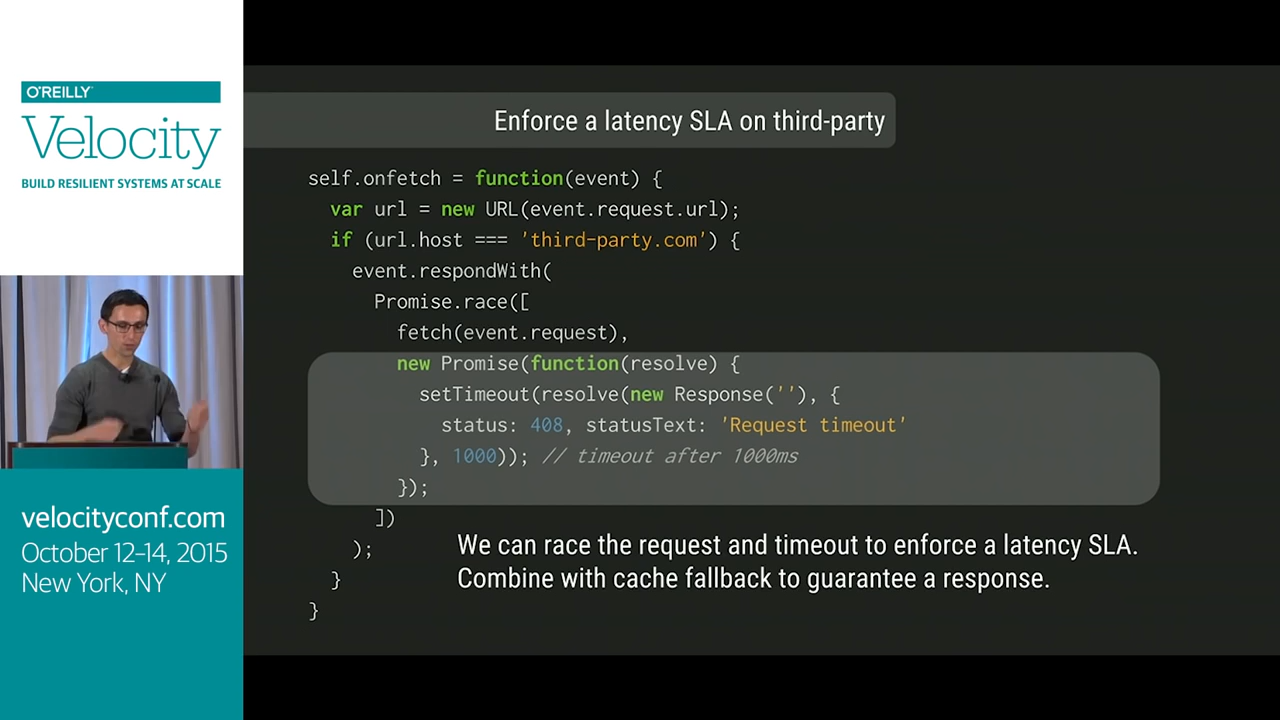 O'REILLY
Velocity
BUILD RESILIENT SYSTEMS AT SCALE
velocityconf.com
October 12–14, 2015
New York, NY
Enforce a latency SLA on third-party
self.onfetch = function(event) {
  var url = new URL(event.request.url);
  if (url.host === 'third-party.com') {
    event.respondWith(
      Promise.race([
        fetch(event.request),
        new Promise(function(resolve) {
          setTimeout(resolve(new Response(''), {
            status: 408, statusText: 'Request timeout'
          }, 1000)); // timeout after 1000ms
        });
      ])
    );
  }
}
We can race the request and timeout to enforce a latency SLA.
Combine with cache fallback to guarantee a response.